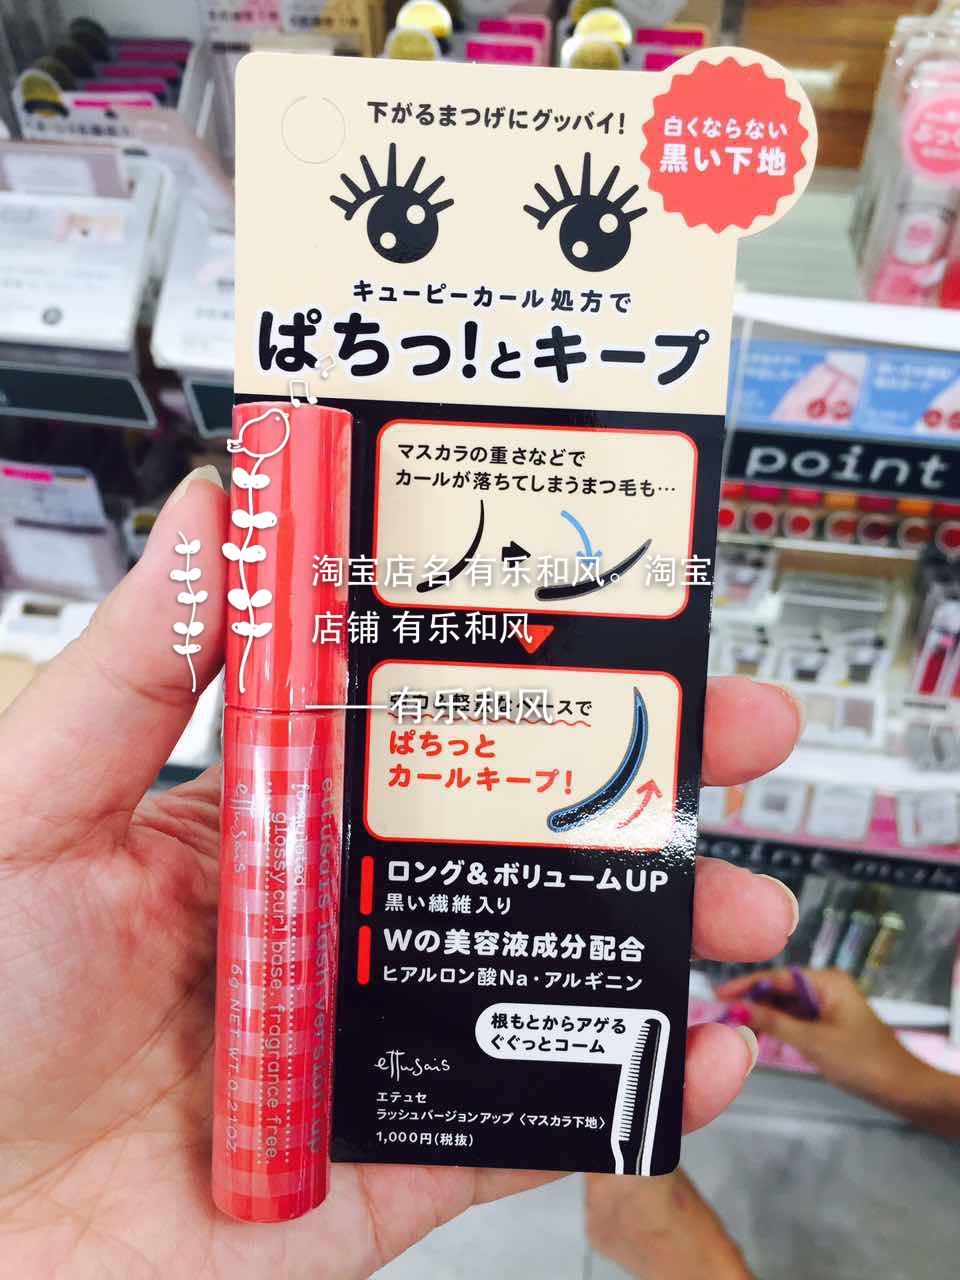 下がるまつげにグッバイ!
白くならない
黒い下地
キューピーカール処方で
ぱちっ!とキープ
マスカラの重さなどで
カールが落ちてしまうまつ毛も…
淘宝店名 有乐和风。淘宝
店铺 有乐和风
——有乐和风
ースで
ぱちっと
カールキープ!
ロング&ボリュームUP
黒い繊維入り
Wの美容液成分配合
ヒアルロン酸Na・アルギニン
根もとからアゲる
ぐぐっとコーム
ettusais
エテュセ
ラッシュバージョンアップ〈マスカラ下地〉
1,000円(税抜)
ettusais
ettusais lash version up
formulated
glossy curl base. fragrance free.
6g NET WT. 0.21OZ.
point
point mak